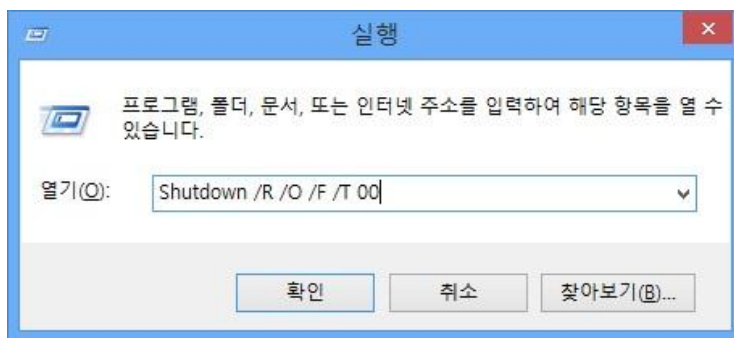 실행
프로그램, 폴더, 문서, 또는 인터넷 주소를 입력하여 해당 항목을 열 수
있습니다.
열기(O): Shutdown /R /O /F /T 00
확인 취소 찾아보기(B)...